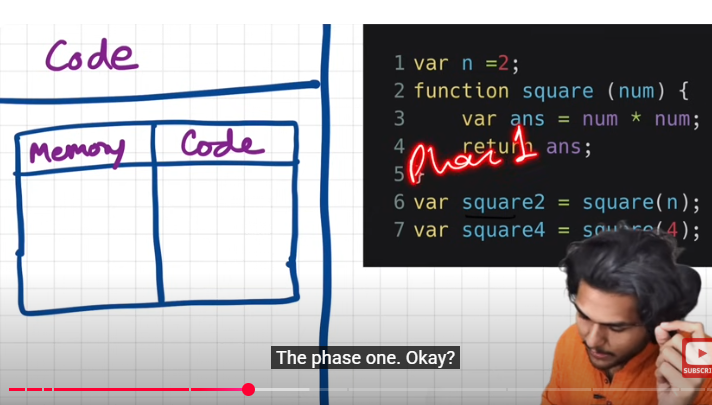 Code
Memory
Code
1 var n =2;
2 function square (num) {
3 var ans = num * num;
4 return ans;
5 }
6 var square2 = square(n);
7 var square4 = square(4);
Phase 1
The phase one. Okay?